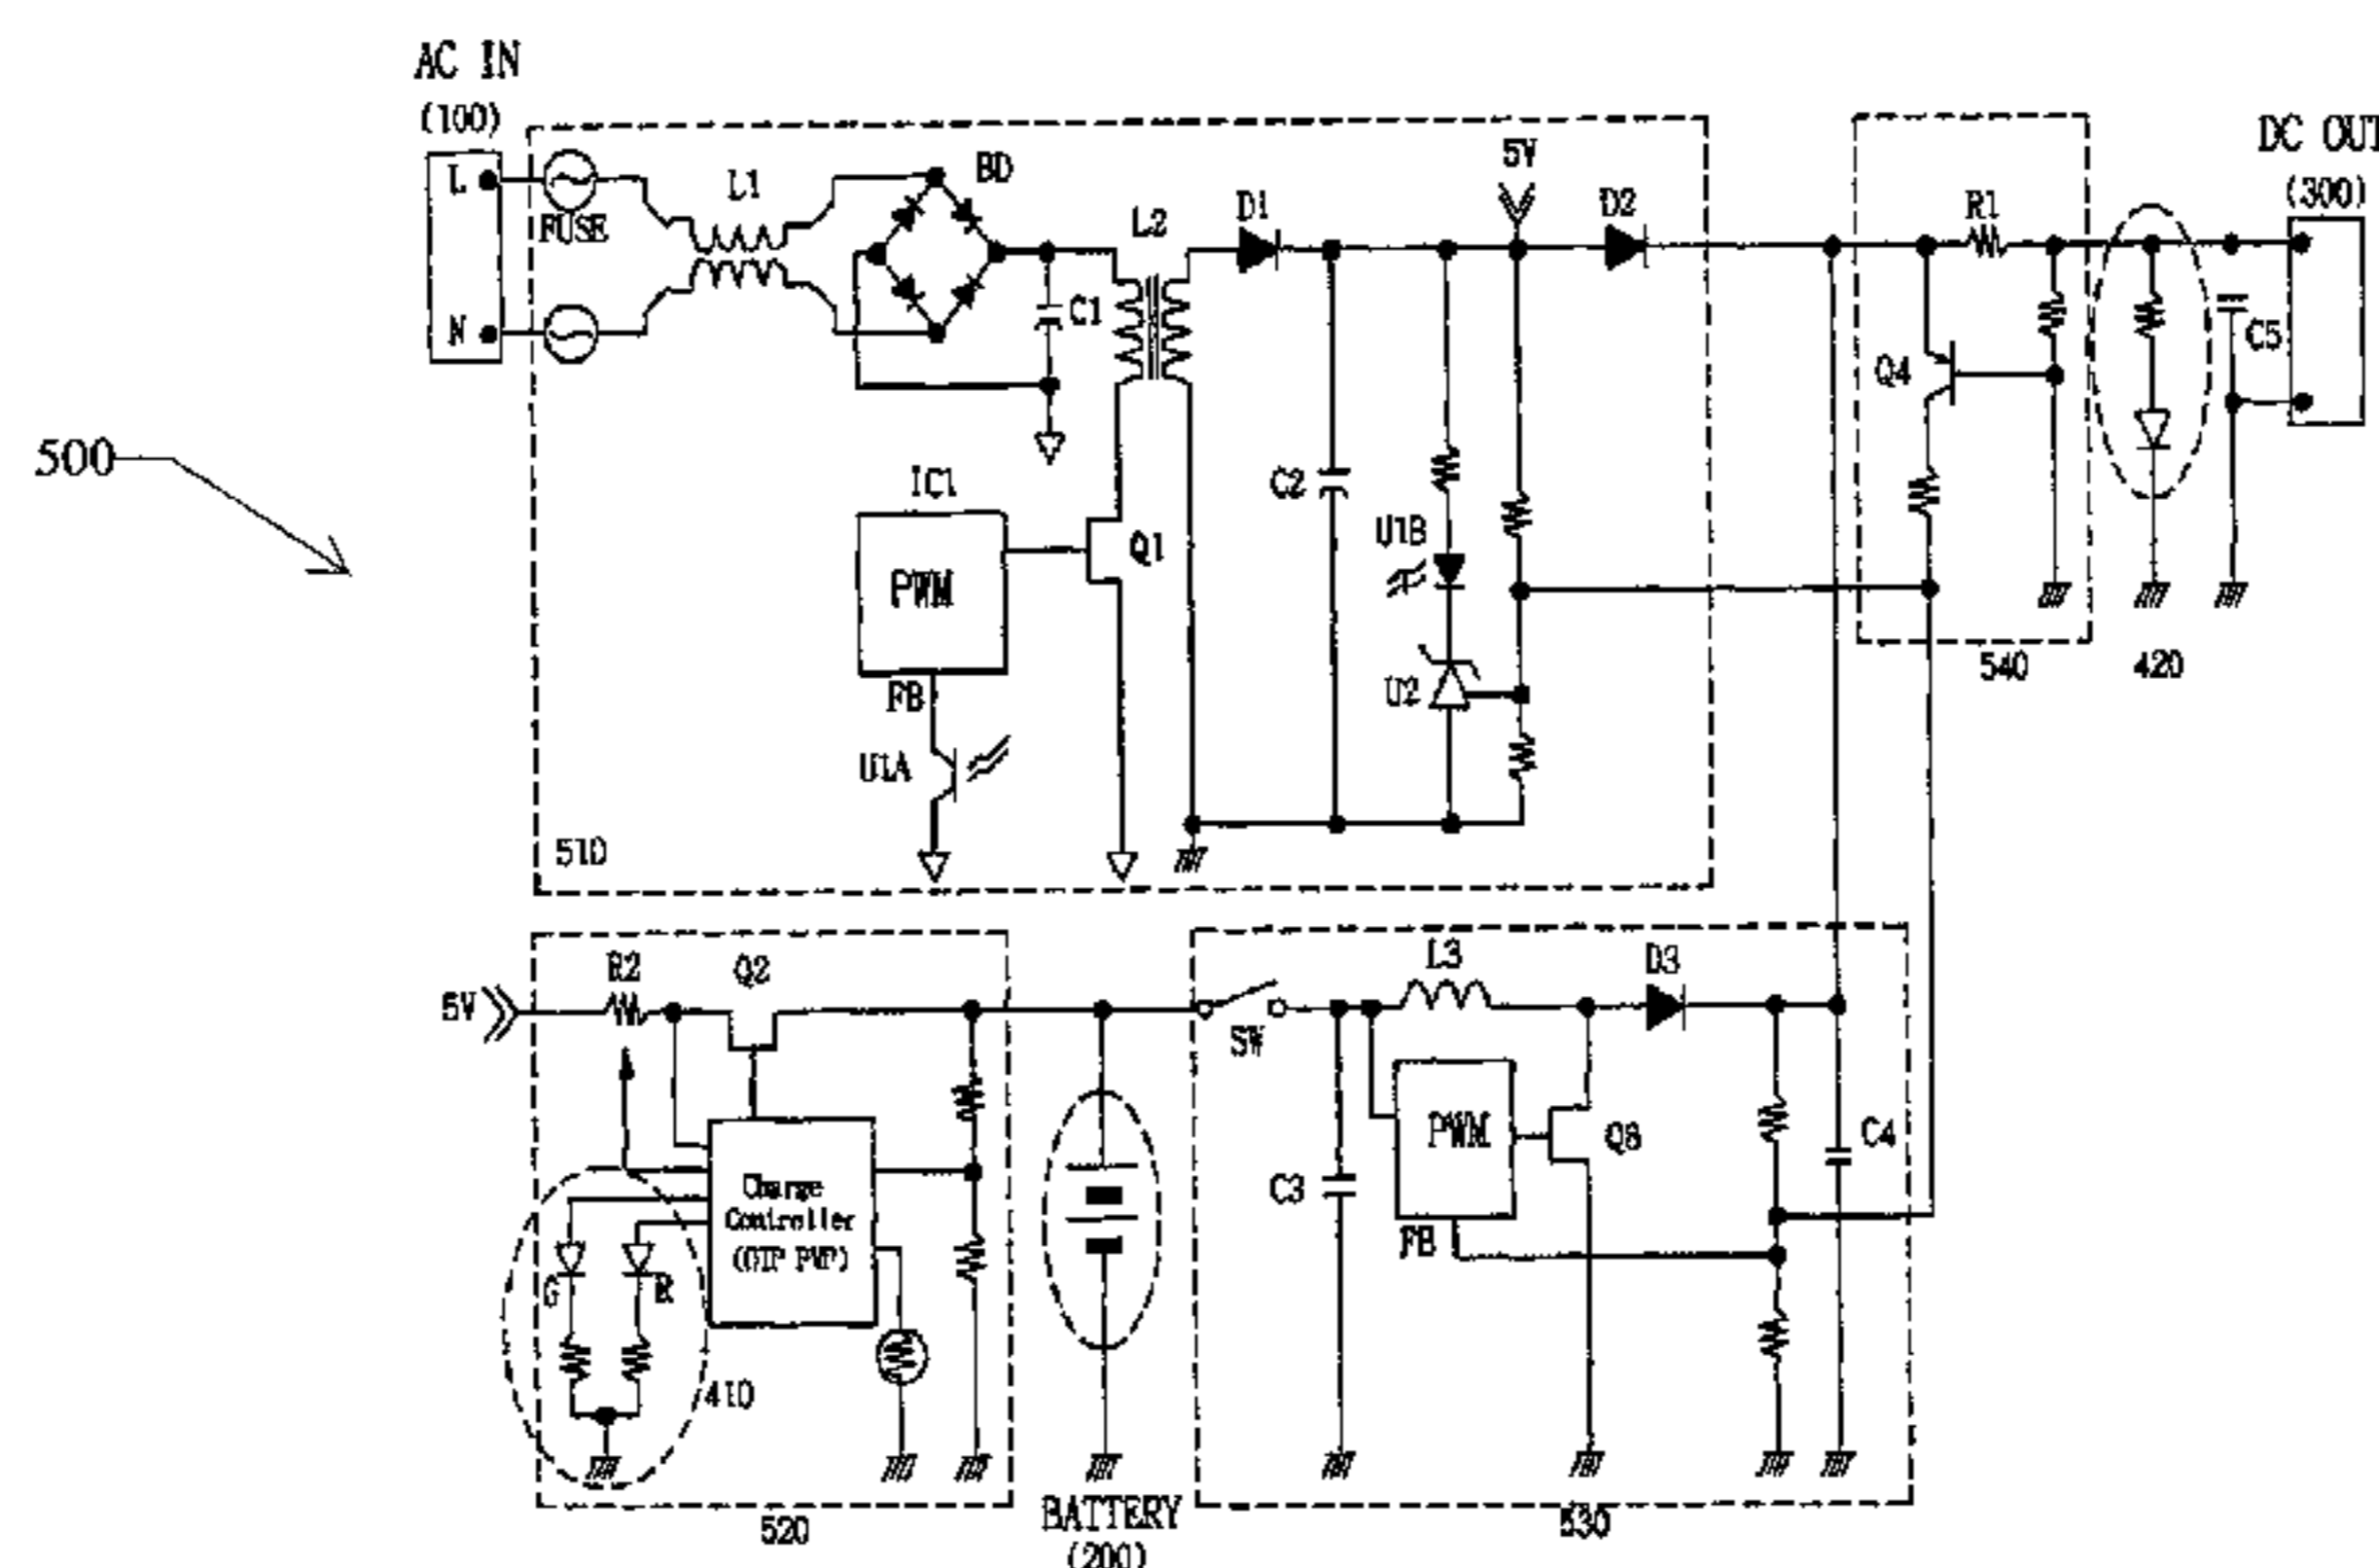 AC IN
(100)
L
N
FUSE
L1
BD
C1
L2
D1
5V
D2
R1
DC OUT
(300)
C5
Q4
C2
U1B
U2
IC1
PWM
FB
U1A
Q1
500
510
540
420
5V
R2
Q2
Charge
Controller
G
R
410
520
BATTERY
(200)
SW
L3
D3
PWM
FB
C3
C4
530